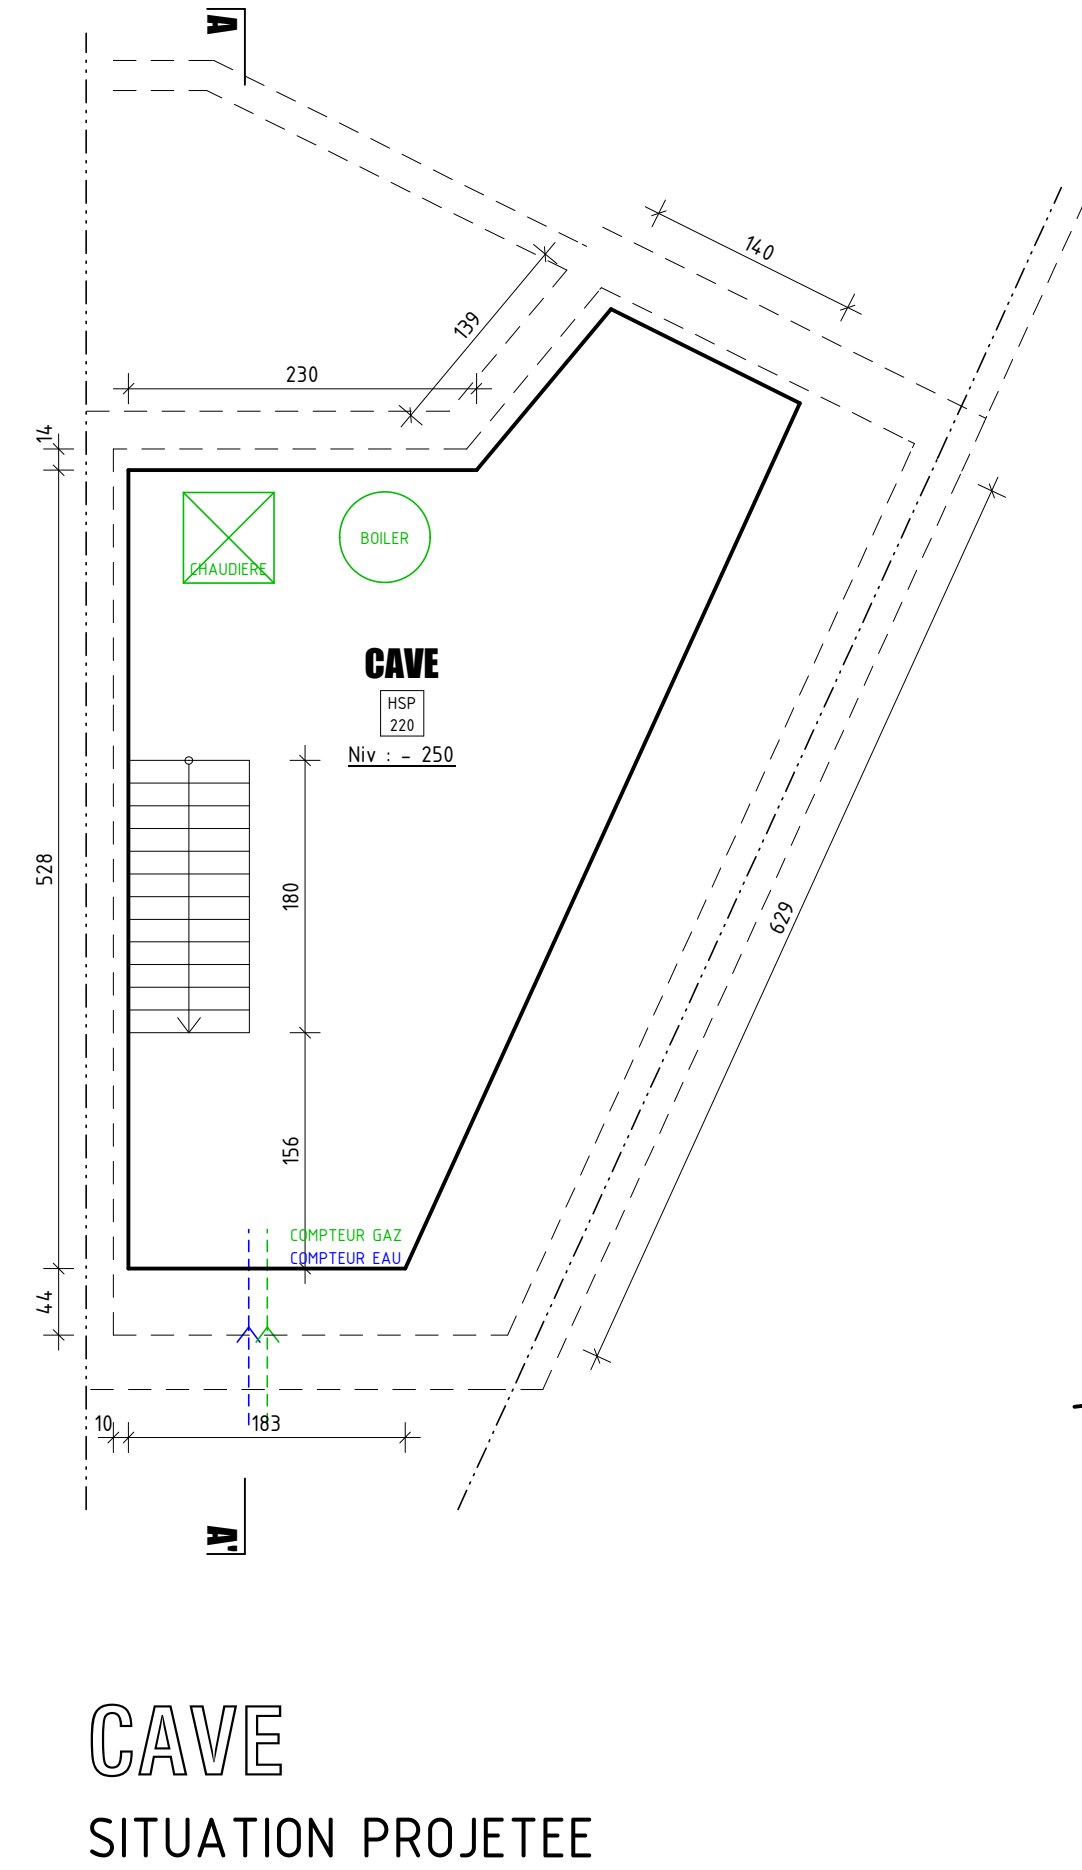 A
140
139
230
14
BOILER
CHAUDIERE
CAVE
HSP
220
Niv : - 250
528
180
629
156
COMPTEUR GAZ
COMPTEUR EAU
44
10
183
A'
CAVE
SITUATION PROJETEE